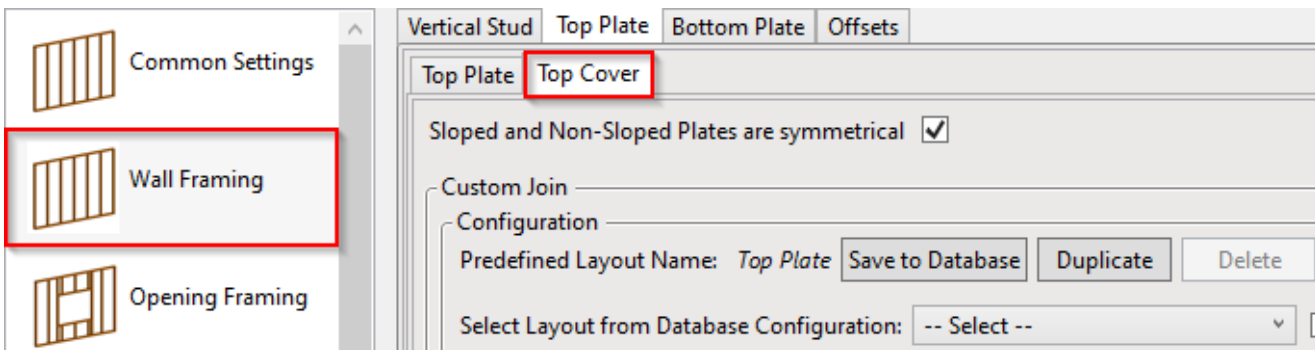 Common Settings
Wall Framing
Opening Framing
Vertical Stud Top Plate Bottom Plate Offsets
Top Plate Top Cover
Sloped and Non-Sloped Plates are symmetrical
Custom Join
Configuration
Predefined Layout Name: Top Plate Save to Database Duplicate Delete
Select Layout from Database Configuration: -- Select --